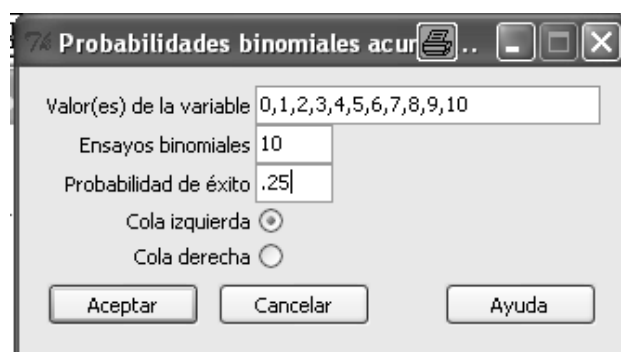 Probabilidades binomiales acur ..
Valor(es) de la variable 0,1,2,3,4,5,6,7,8,9,10
Ensayos binomiales 10
Probabilidad de éxito .25
Cola izquierda
Cola derecha
Aceptar Cancelar Ayuda